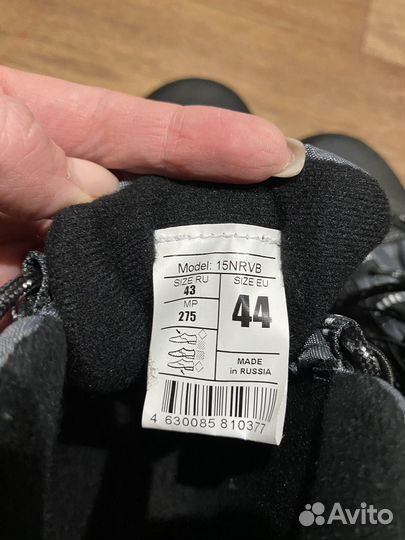 Model: 15NRVB
SIZE RU
43
MP
275
SIZE EU
44
MADE
in RUSSIA
4 630085 810377
Avito